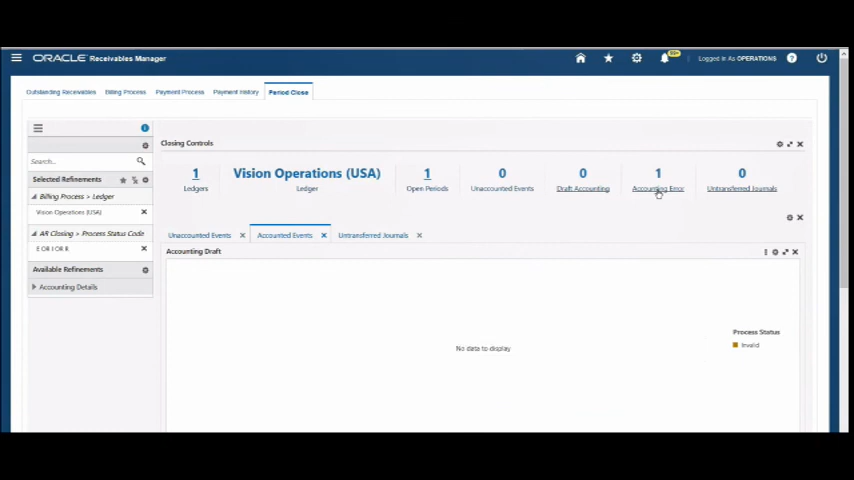 ORACLE Receivables Manager
99+
Logged In As OPERATIONS
?
Outstanding Receivables Billing Process Payment Process Payment History Period Close
Closing Controls
Search...
1 Vision Operations (USA) 1 0 0 1 0
Ledgers Ledger Open Periods Unaccounted Events Draft Accounting Accounting Error Untransferred Journals
Selected Refinements
Billing Process > Ledger
Vision Operations (USA)
AR Closing > Process Status Code
E OR I OR R
Available Refinements
Accounting Details
Unaccounted Events Accounted Events Untransferred Journals
Accounting Draft
Process Status
Invalid
No data to display